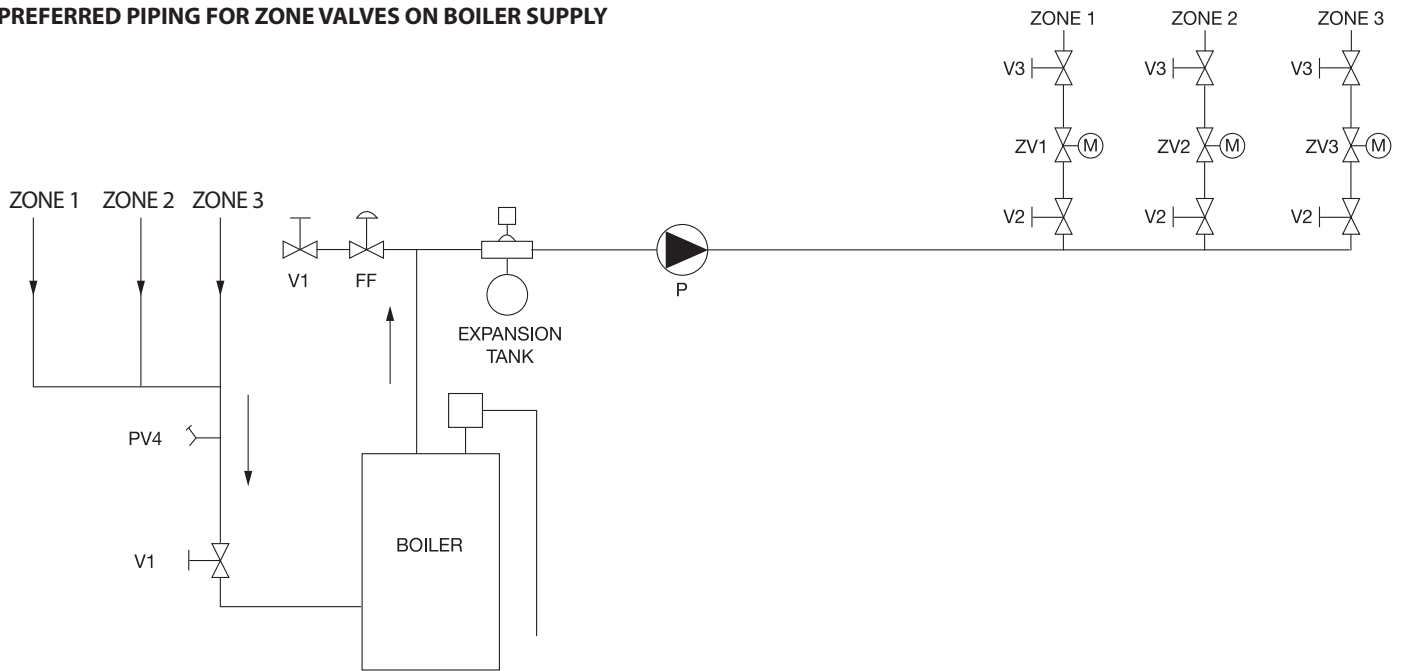 PREFERRED PIPING FOR ZONE VALVES ON BOILER SUPPLY
ZONE 1 ZONE 2 ZONE 3
V3 V3 V3
ZV1 M ZV2 M ZV3 M
V2 V2 V2
ZONE 1 ZONE 2 ZONE 3
V1 FF
P
EXPANSION
TANK
PV4
V1
BOILER